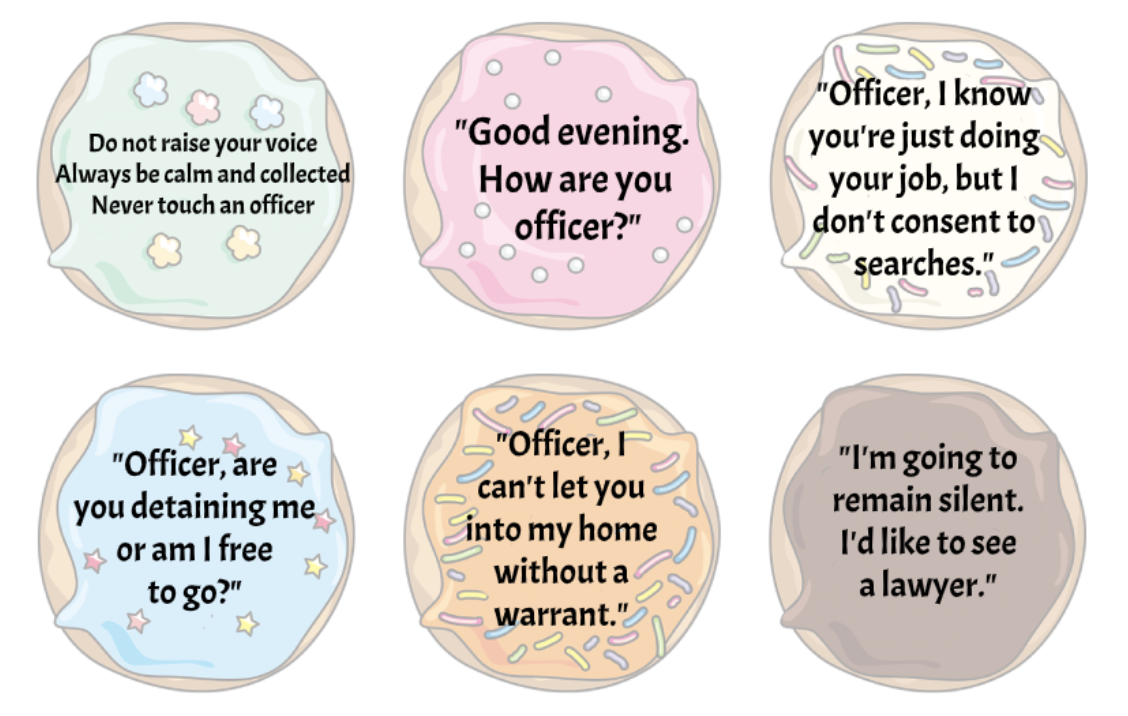 Do not raise your voice
Always be calm and collected
Never touch an officer
"Good evening.
How are you
officer?"
"Officer, I know
you're just doing
your job, but I
don't consent to
searches."
"Officer, are
you detaining me
or am I free
to go?"
"Officer, I
can't let you
into my home
without a
warrant."
"I'm going to
remain silent.
I'd like to see
a lawyer."